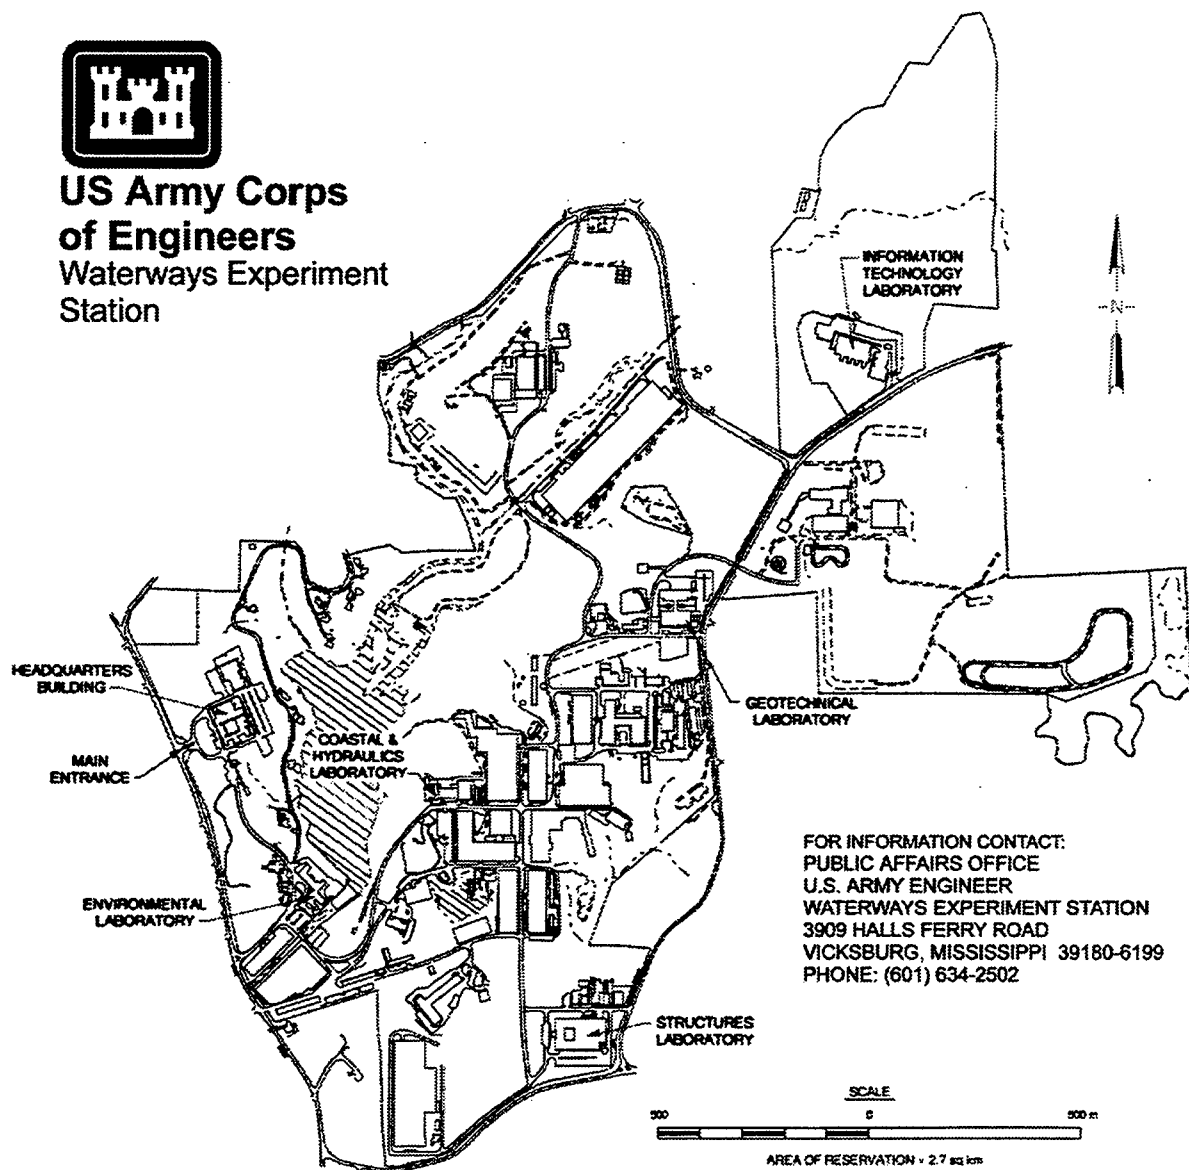 US Army Corps
of Engineers
Waterways Experiment
Station
INFORMATION
TECHNOLOGY
LABORATORY
N
HEADQUARTERS
BUILDING
MAIN
ENTRANCE
COASTAL &
HYDRAULICS
LABORATORY
GEOTECHNICAL
LABORATORY
ENVIRONMENTAL
LABORATORY
STRUCTURES
LABORATORY
FOR INFORMATION CONTACT:
PUBLIC AFFAIRS OFFICE
U.S. ARMY ENGINEER
WATERWAYS EXPERIMENT STATION
3909 HALLS FERRY ROAD
VICKSBURG, MISSISSIPPI 39180-6199
PHONE: (601) 634-2502
SCALE
500 0 500 m
AREA OF RESERVATION = 2.7 sq km